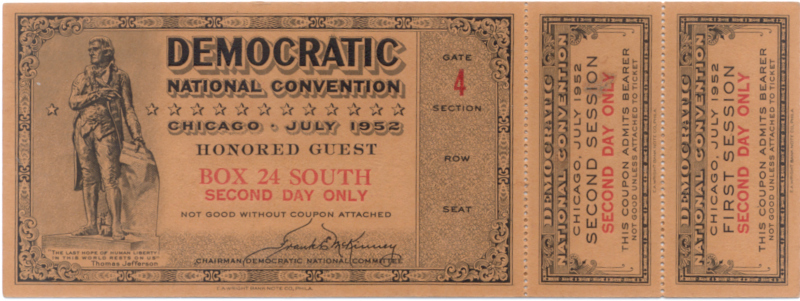 DEMOCRATIC
NATIONAL CONVENTION
CHICAGO • JULY 1952
HONORED GUEST
BOX 24 SOUTH
SECOND DAY ONLY
NOT GOOD WITHOUT COUPON ATTACHED
Frank E. McKinney
CHAIRMAN/DEMOCRATIC NATIONAL COMMITTEE
"THE LAST HOPE OF HUMAN LIBERTY
IN THIS WORLD RESTS ON US"
Thomas Jefferson
GATE
4
SECTION
ROW
SEAT
DEMOCRATIC
NATIONAL CONVENTION
CHICAGO, JULY 1952
SECOND SESSION
SECOND DAY ONLY
THIS COUPON ADMITS BEARER
NOT GOOD UNLESS ATTACHED TO TICKET
DEMOCRATIC
NATIONAL CONVENTION
CHICAGO, JULY 1952
FIRST SESSION
SECOND DAY ONLY
THIS COUPON ADMITS BEARER
NOT GOOD UNLESS ATTACHED TO TICKET